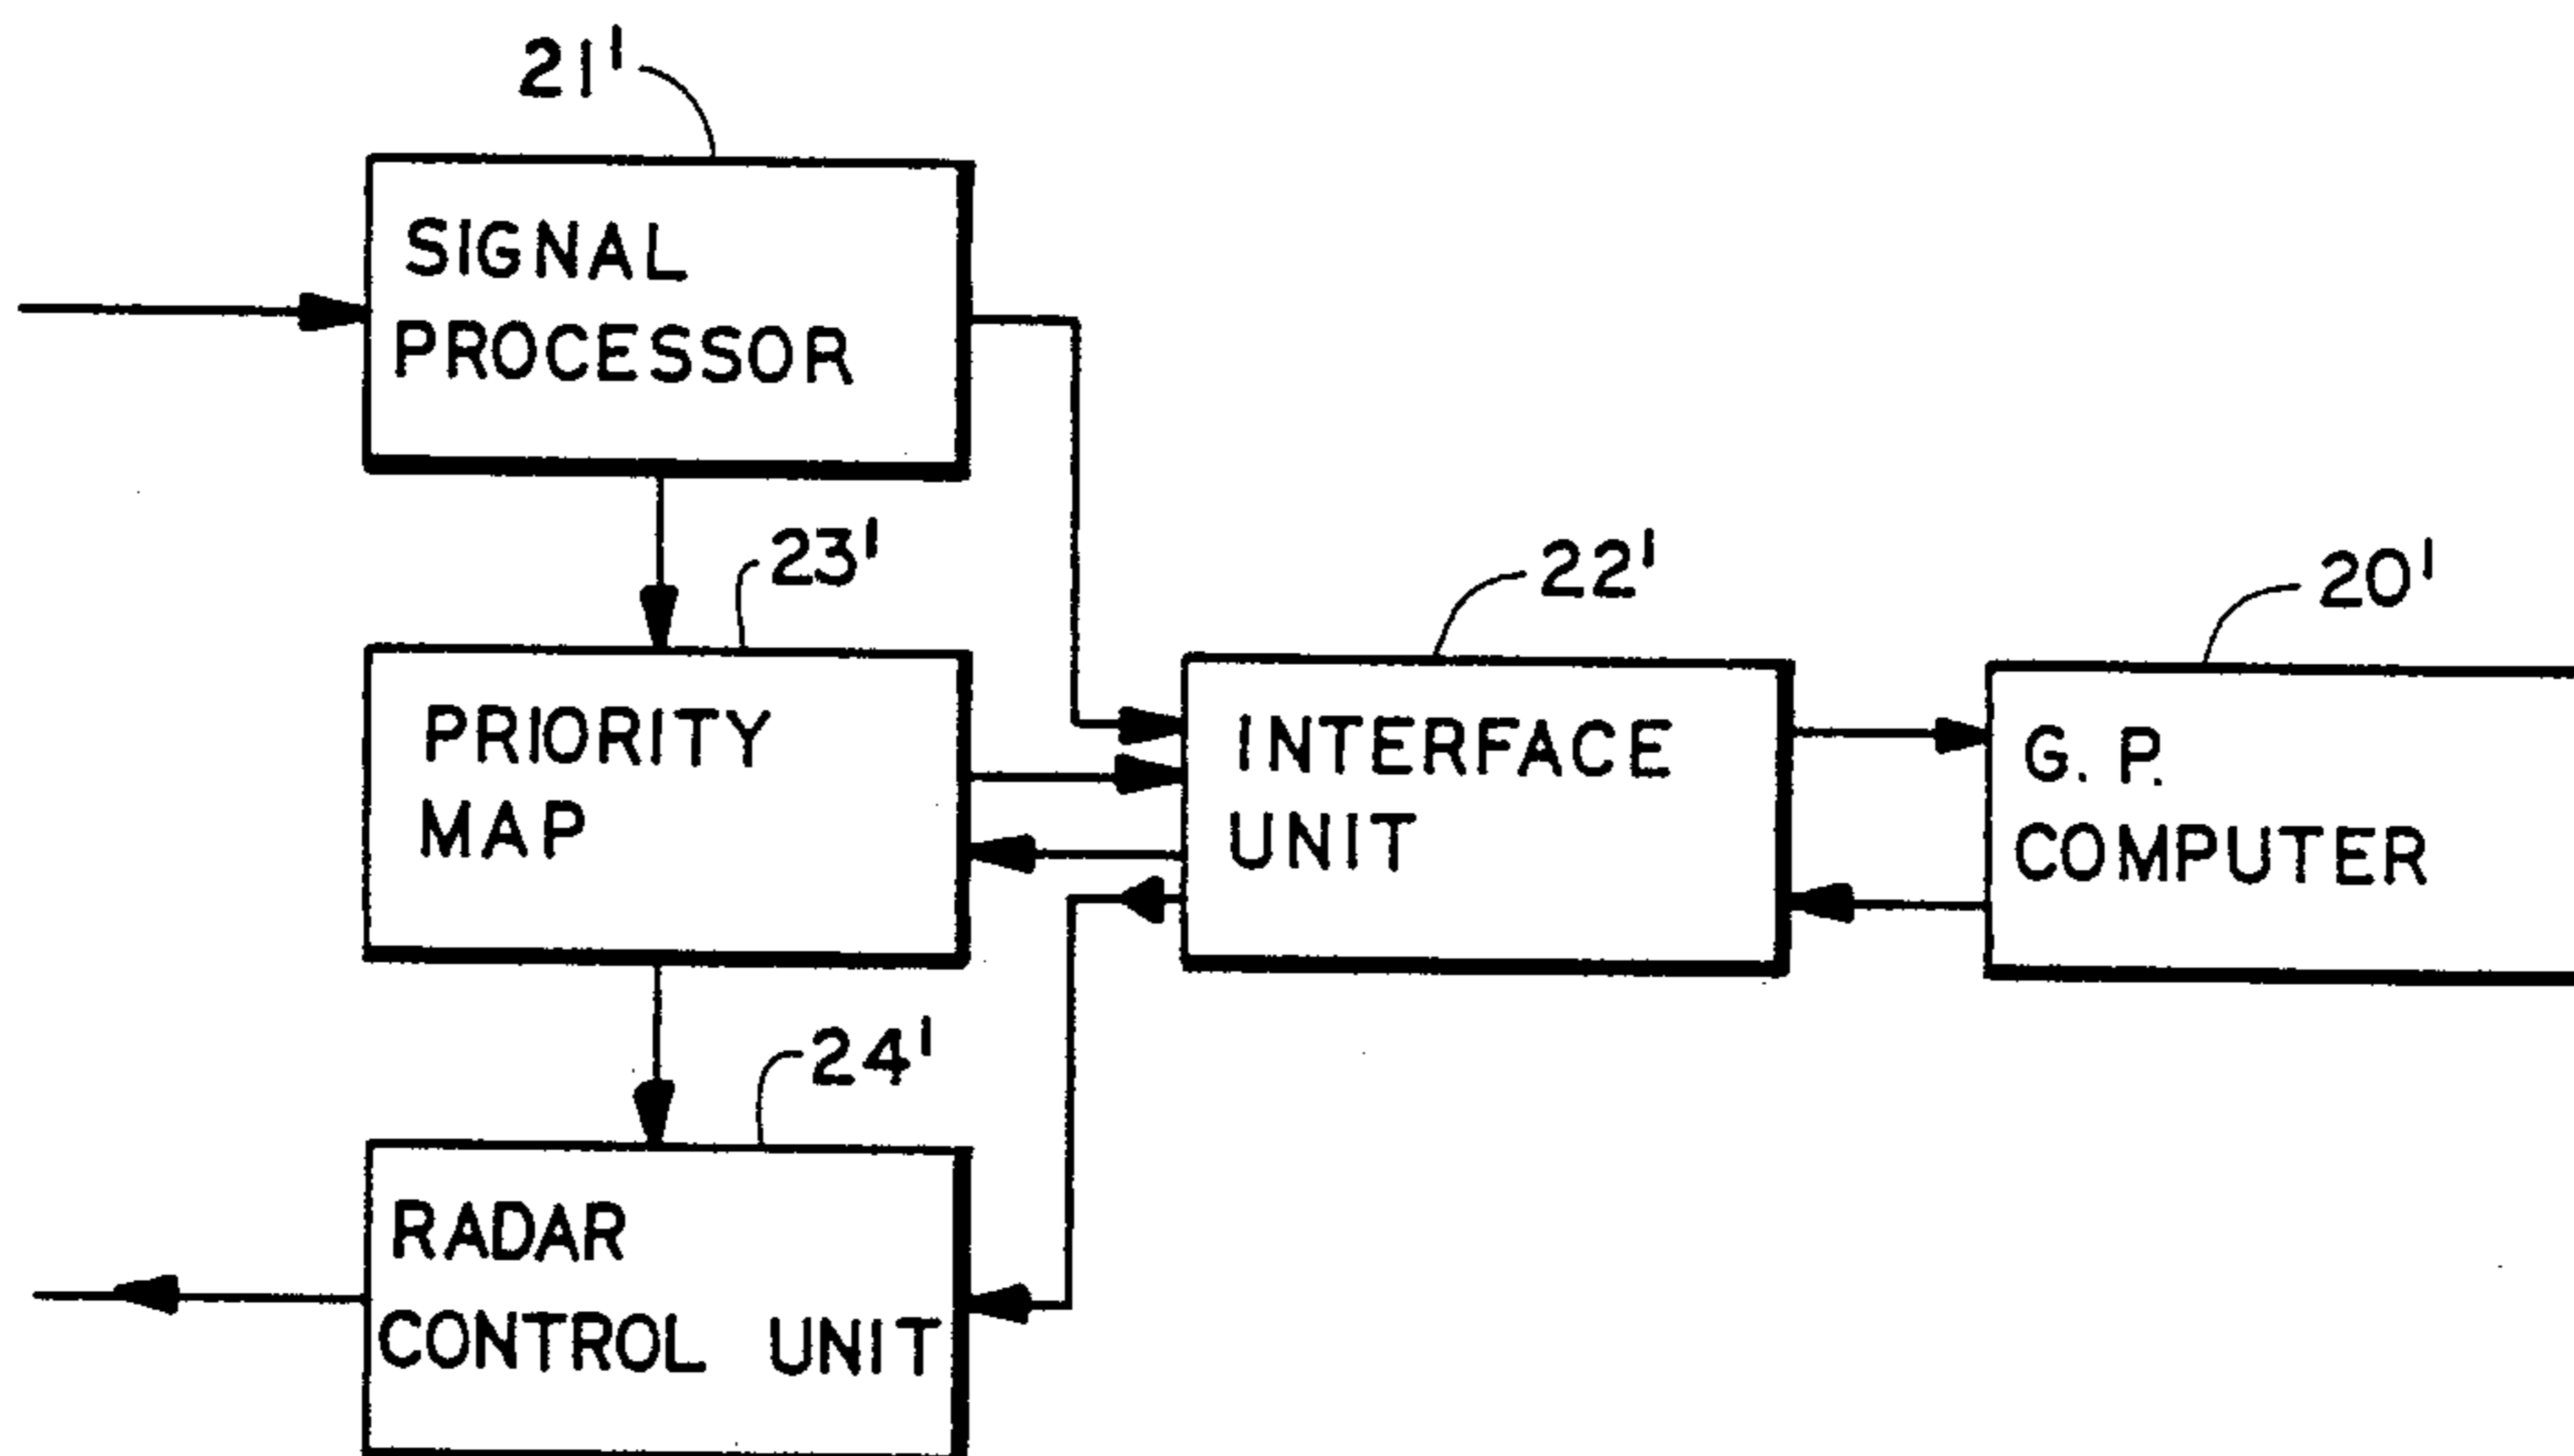 21'
SIGNAL
PROCESSOR
23'
PRIORITY
MAP
22'
INTERFACE
UNIT
20'
G. P.
COMPUTER
24'
RADAR
CONTROL UNIT